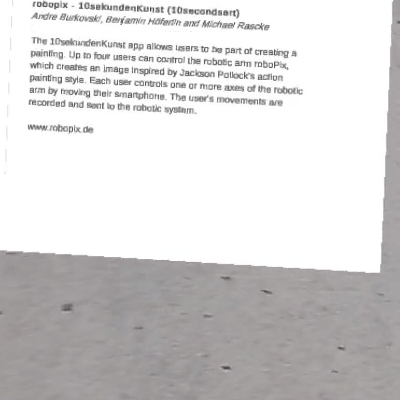 robopix - 10sekundenKunst (10secondsart)
Andre Burkovski, Benjamin Höferlin and Michael Raschke
The 10sekundenKunst app allows users to be part of creating a
painting. Up to four users can control the robotic arm roboPix,
which creates an image inspired by Jackson Pollock's action
painting style. Each user controls one or more axes of the robotic
arm by moving their smartphone. The user's movements are
recorded and sent to the robotic system.
www.robopix.de